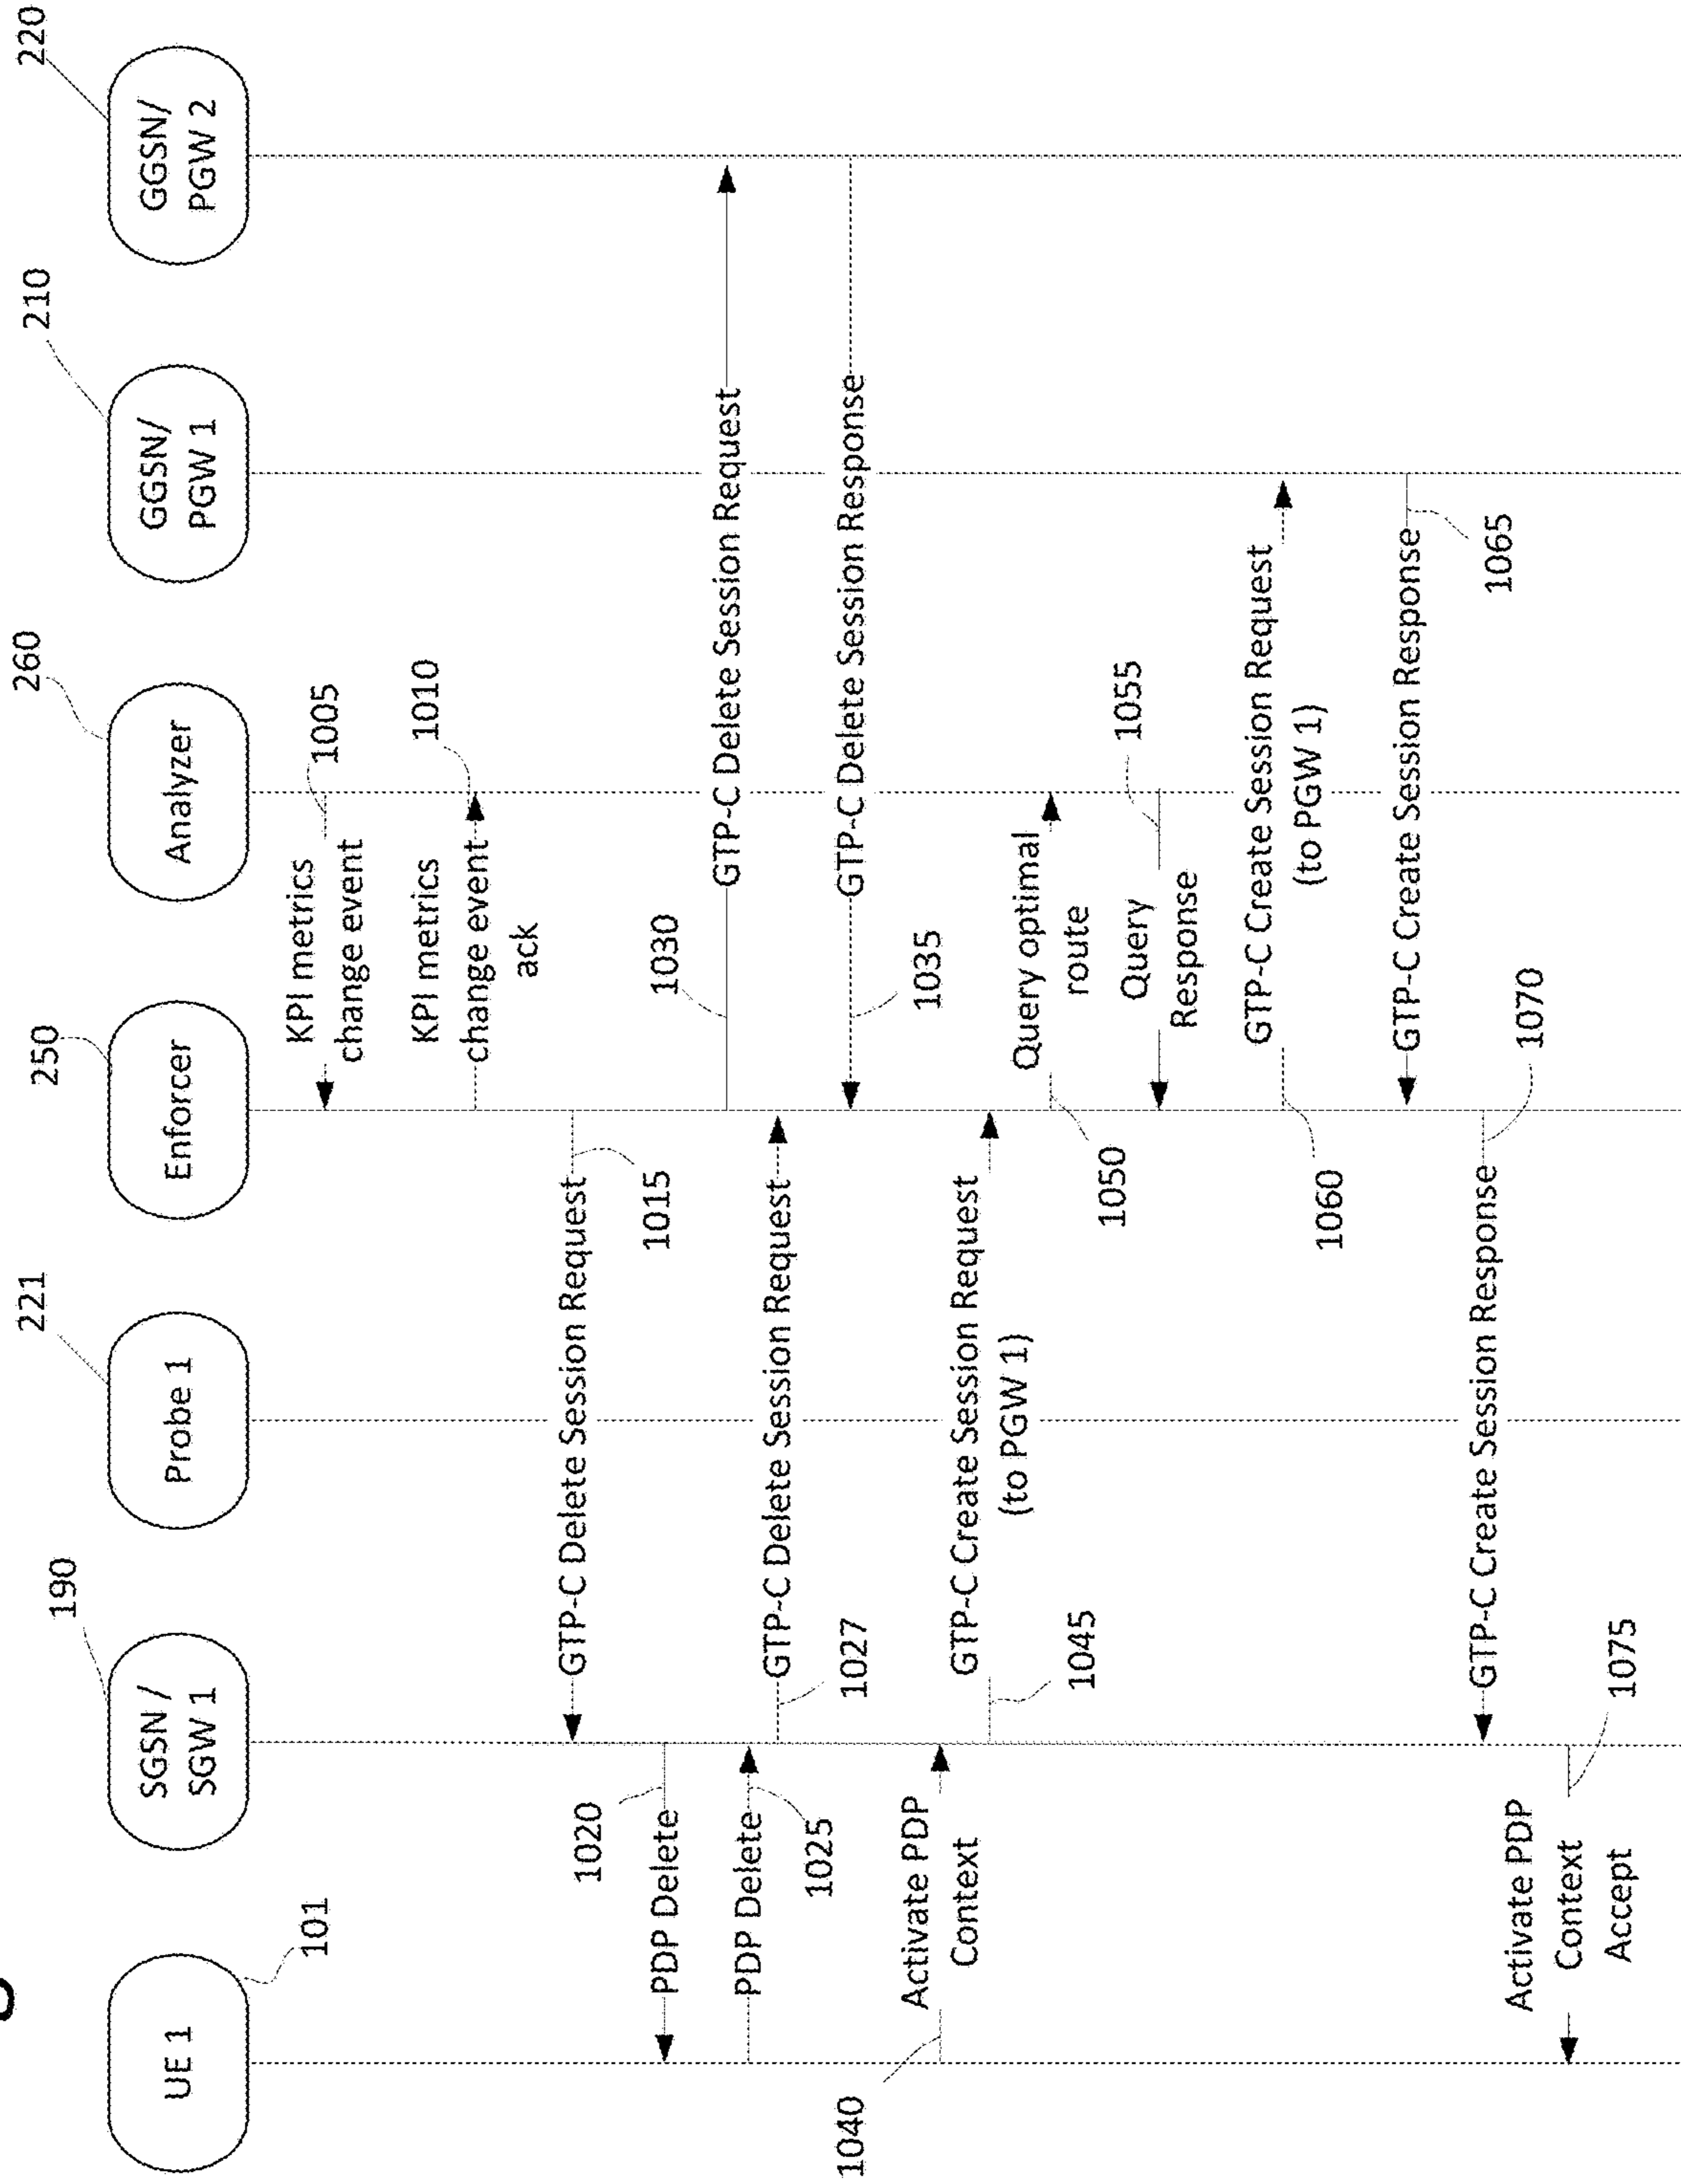 101
UE 1
190
SGSN /
SGW 1
221
Probe 1
250
Enforcer
260
Analyzer
210
GGSN/
PGW 1
220
GGSN/
PGW 2
KPI metrics
change event
1005
KPI metrics
change event
ack
1010
GTP-C Delete Session Request
1015
1020
PDP Delete
1030
GTP-C Delete Session Request
PDP Delete
1025
GTP-C Delete Session Request
1027
GTP-C Delete Session Response
1035
1040
Activate PDP
Context
GTP-C Create Session Request
(to PGW 1)
1045
Query optimal
route
1050
Query
Response
1055
GTP-C Create Session Request
(to PGW 1)
1060
GTP-C Create Session Response
1065
GTP-C Create Session Response
1070
Activate PDP
Context
Accept
1075